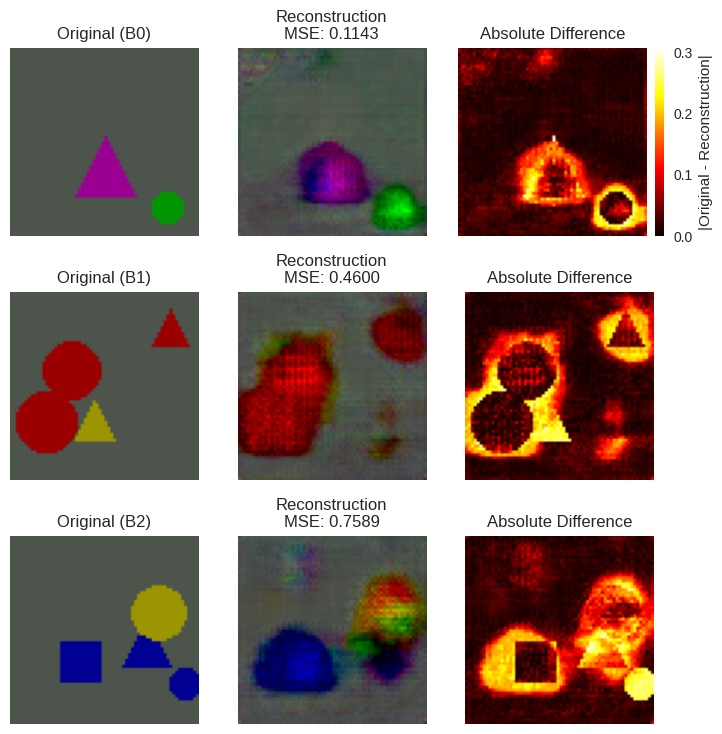 Original (B0)
Reconstruction
MSE: 0.1143
Absolute Difference
0.3
0.2
0.1
0.0
|Original - Reconstruction|
Original (B1)
Reconstruction
MSE: 0.4600
Absolute Difference
Original (B2)
Reconstruction
MSE: 0.7589
Absolute Difference